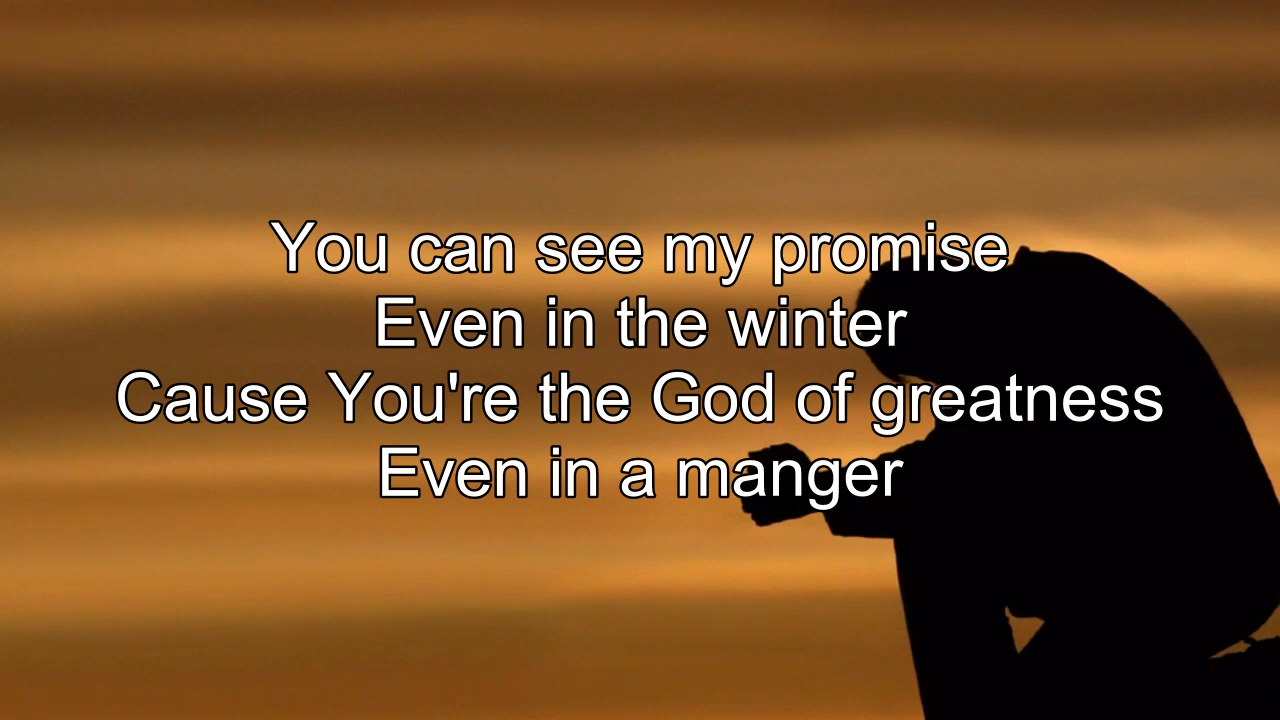 You can see my promise
Even in the winter
Cause You're the God of greatness
Even in a manger